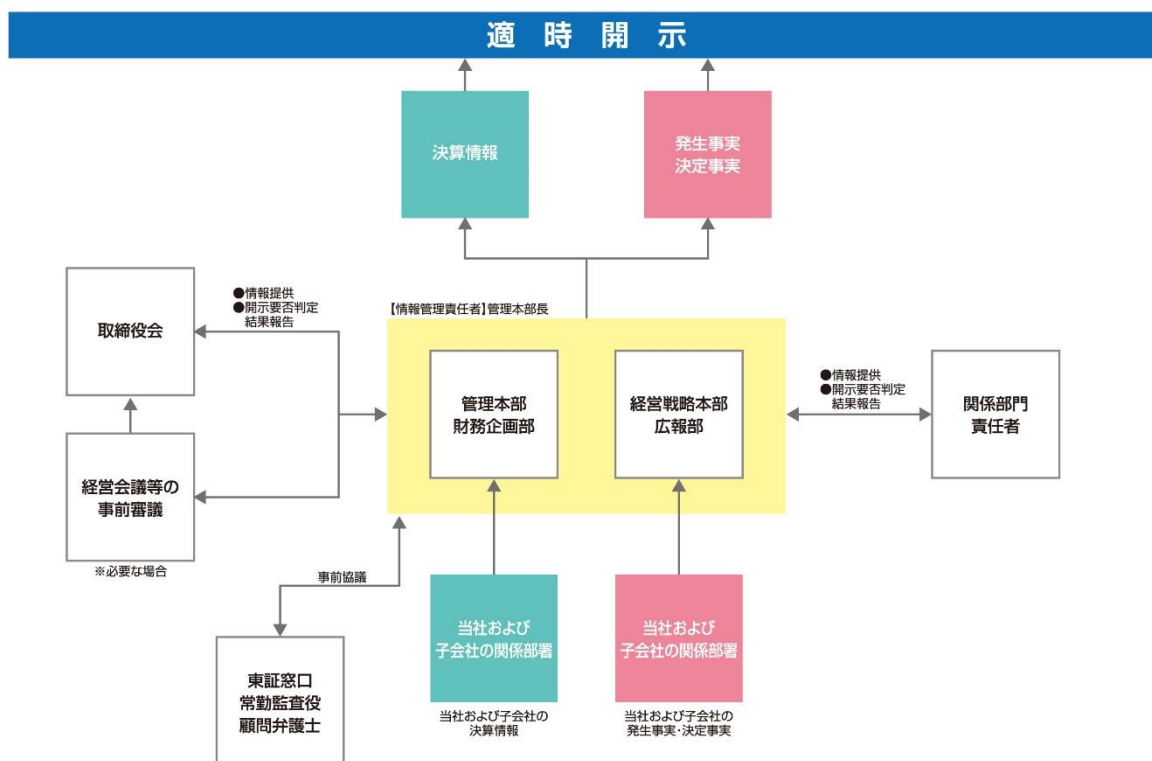 適時開示
決算情報
発生事実
決定事実
【情報管理責任者】管理本部長
●情報提供
●開示要否判定
結果報告
取締役会
経営会議等の
事前審議
※必要な場合
管理本部
財務企画部
経営戦略本部
広報部
●情報提供
●開示要否判定
結果報告
関係部門
責任者
事前協議
東証窓口
常勤監査役
顧問弁護士
当社および
子会社の関係部署
当社および子会社の
決算情報
当社および
子会社の関係部署
当社および子会社の
発生事実・決定事実